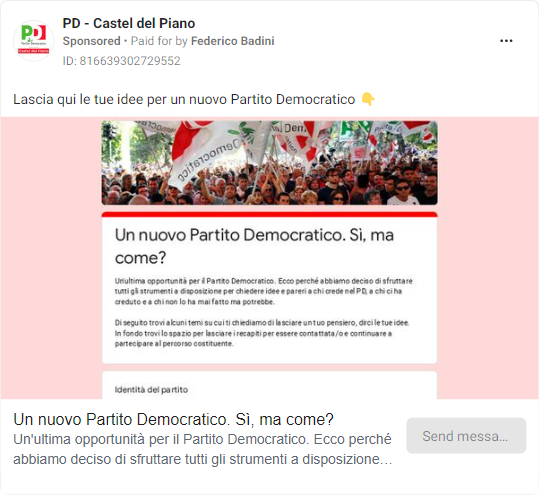 PD - Castel del Piano
Sponsored • Paid for by Federico Badini
ID: 816639302729552
PD
Partito Democratico
Castel del Piano
Lascia qui le tue idee per un nuovo Partito Democratico 👇
Un nuovo Partito Democratico. Sì, ma
come?
Un'ultima opportunità per il Partito Democratico. Ecco perché abbiamo deciso di sfruttare
tutti gli strumenti a disposizione per chiedere idee e pareri a chi crede nel PD, a chi ci ha
creduto e a chi non lo ha mai fatto ma potrebbe.
Di seguito trovi alcuni temi su cui ti chiediamo di lasciare un tuo pensiero, dirci le tue idee.
In fondo trovi lo spazio per lasciare i recapiti per essere contattata/o e continuare a
partecipare al percorso costituente.
Identità del partito
Un nuovo Partito Democratico. Sì, ma come?
Un'ultima opportunità per il Partito Democratico. Ecco perché
abbiamo deciso di sfruttare tutti gli strumenti a disposizione…
Send messa…